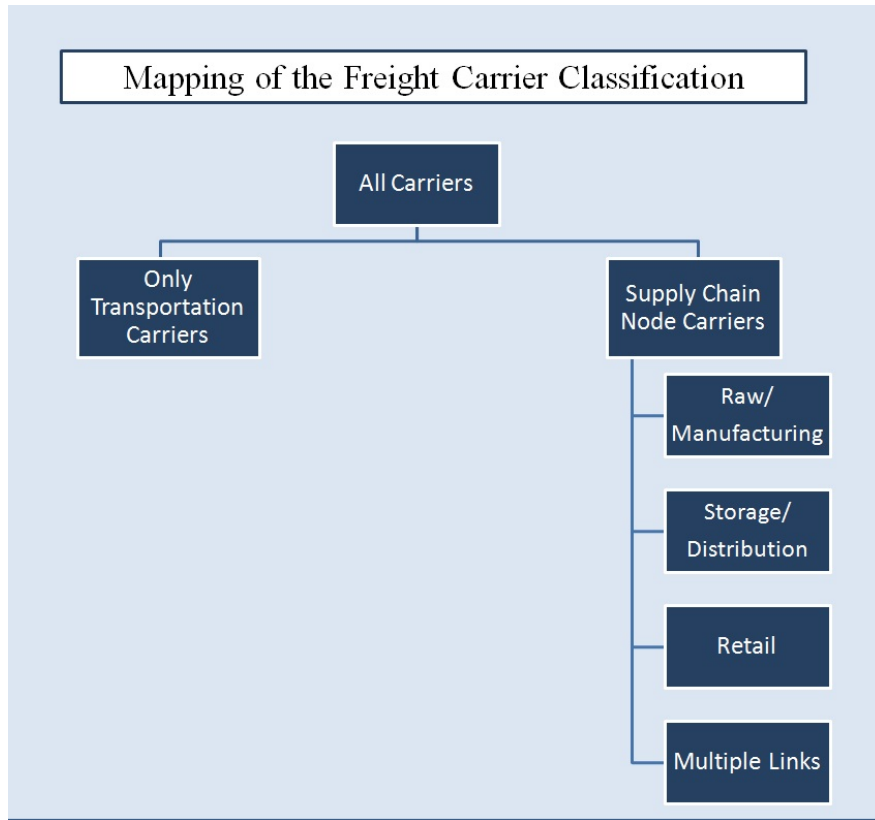 Mapping of the Freight Carrier Classification
All Carriers
Only
Transportation
Carriers
Supply Chain
Node Carriers
Raw/
Manufacturing
Storage/
Distribution
Retail
Multiple Links